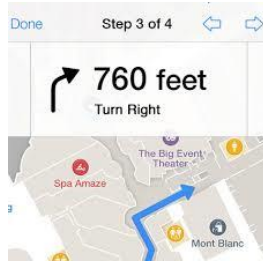 Done
Step 3 of 4
760 feet
Turn Right
The Big Event
Theater
Spa Amaze
Mont Blanc